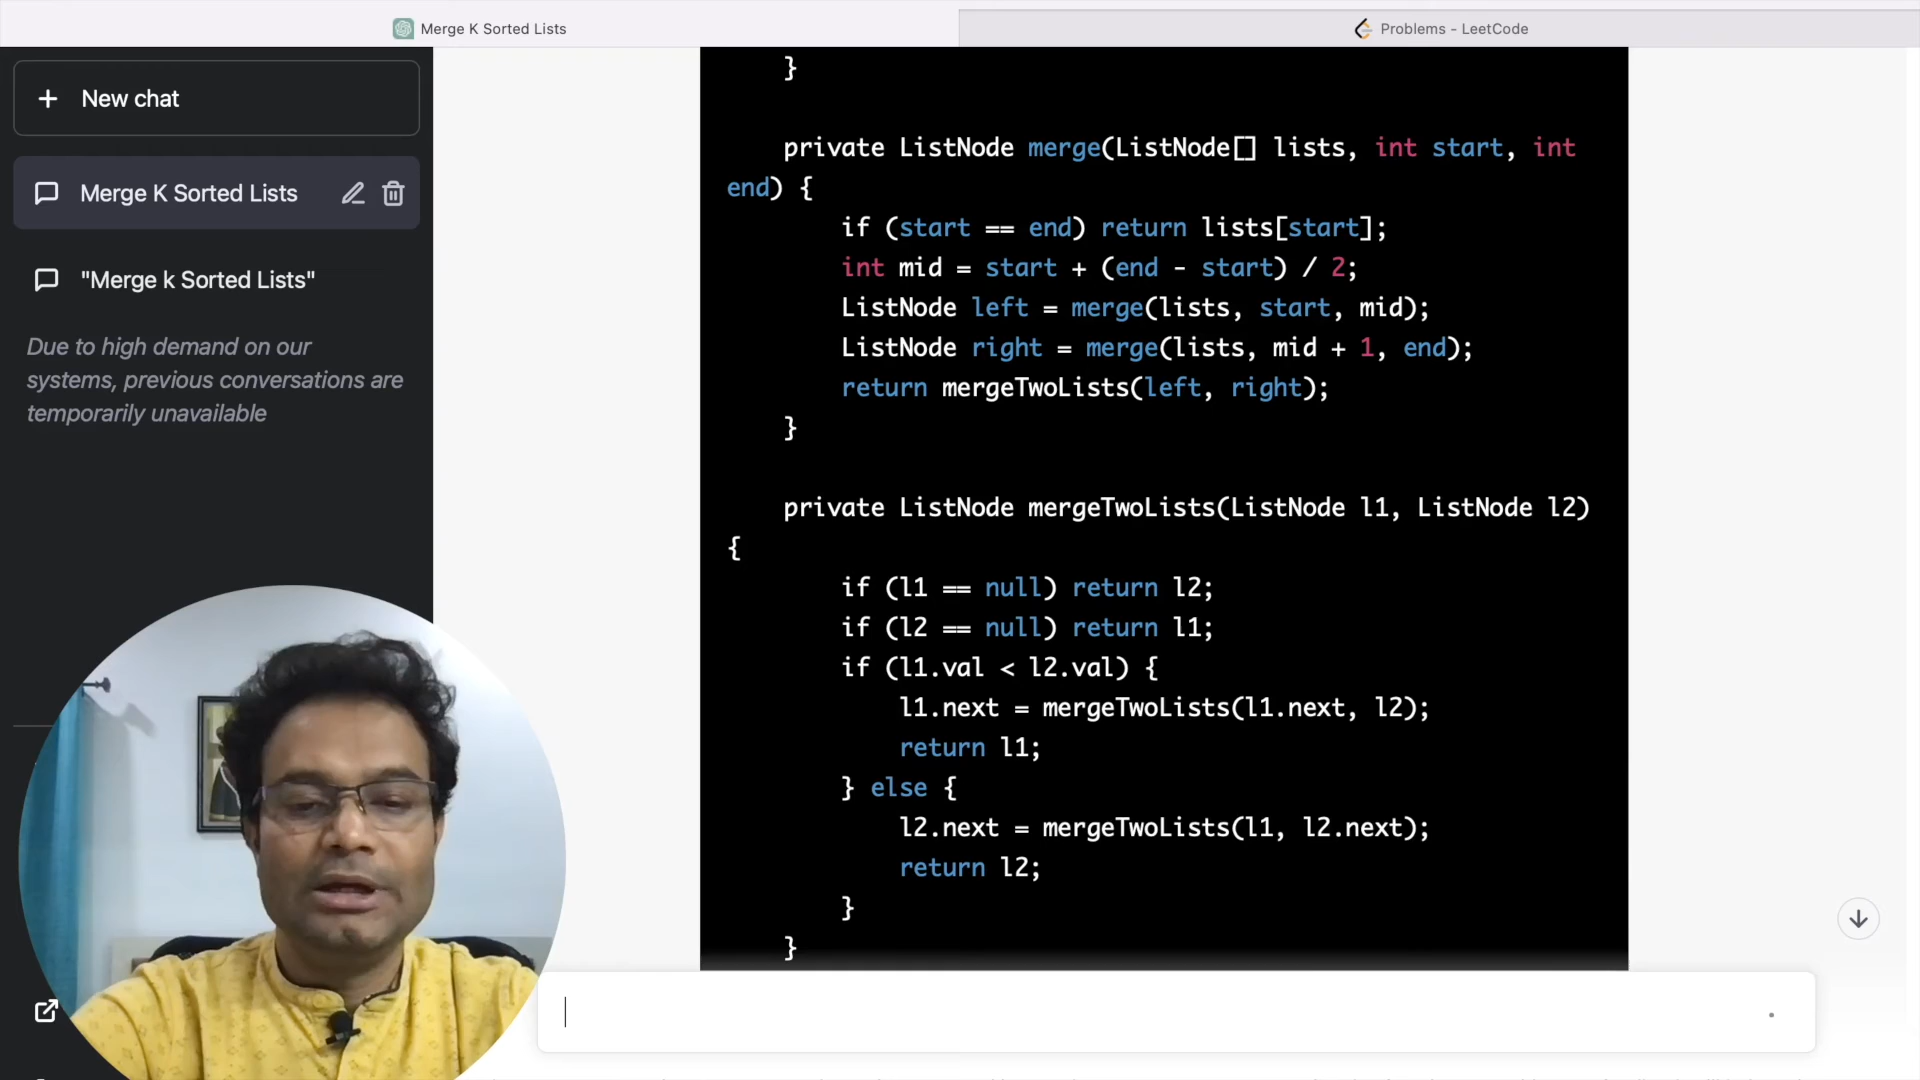 Merge K Sorted Lists
Problems - LeetCode
+ New chat
Merge K Sorted Lists
"Merge k Sorted Lists"
Due to high demand on our
systems, previous conversations are
temporarily unavailable
}
private ListNode merge(ListNode[] lists, int start, int
end) {
if (start == end) return lists[start];
int mid = start + (end - start) / 2;
ListNode left = merge(lists, start, mid);
ListNode right = merge(lists, mid + 1, end);
return mergeTwoLists(left, right);
}
private ListNode mergeTwoLists(ListNode l1, ListNode l2)
{
if (l1 == null) return l2;
if (l2 == null) return l1;
if (l1.val < l2.val) {
l1.next = mergeTwoLists(l1.next, l2);
return l1;
} else {
l2.next = mergeTwoLists(l1, l2.next);
return l2;
}
}